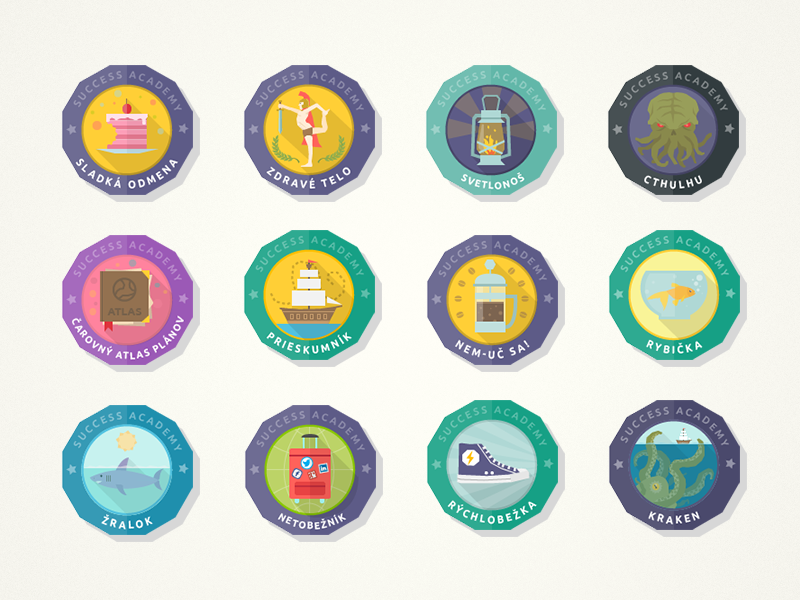 SUCCESS ACADEMY
SLADKÁ ODMENA
SUCCESS ACADEMY
ZDRAVÉ TELO
SUCCESS ACADEMY
SVETLONOŠ
SUCCESS ACADEMY
CTHULHU
SUCCESS ACADEMY
ATLAS
ČAROVNÝ ATLAS PLÁNOV
SUCCESS ACADEMY
PRIESKUMNÍK
SUCCESS ACADEMY
NEM-UČ SA!
SUCCESS ACADEMY
RYBIČKA
SUCCESS ACADEMY
ŽRALOK
SUCCESS ACADEMY
f
in
NETOBEŽNÍK
SUCCESS ACADEMY
RÝCHLOBEŽKA
SUCCESS ACADEMY
KRAKEN